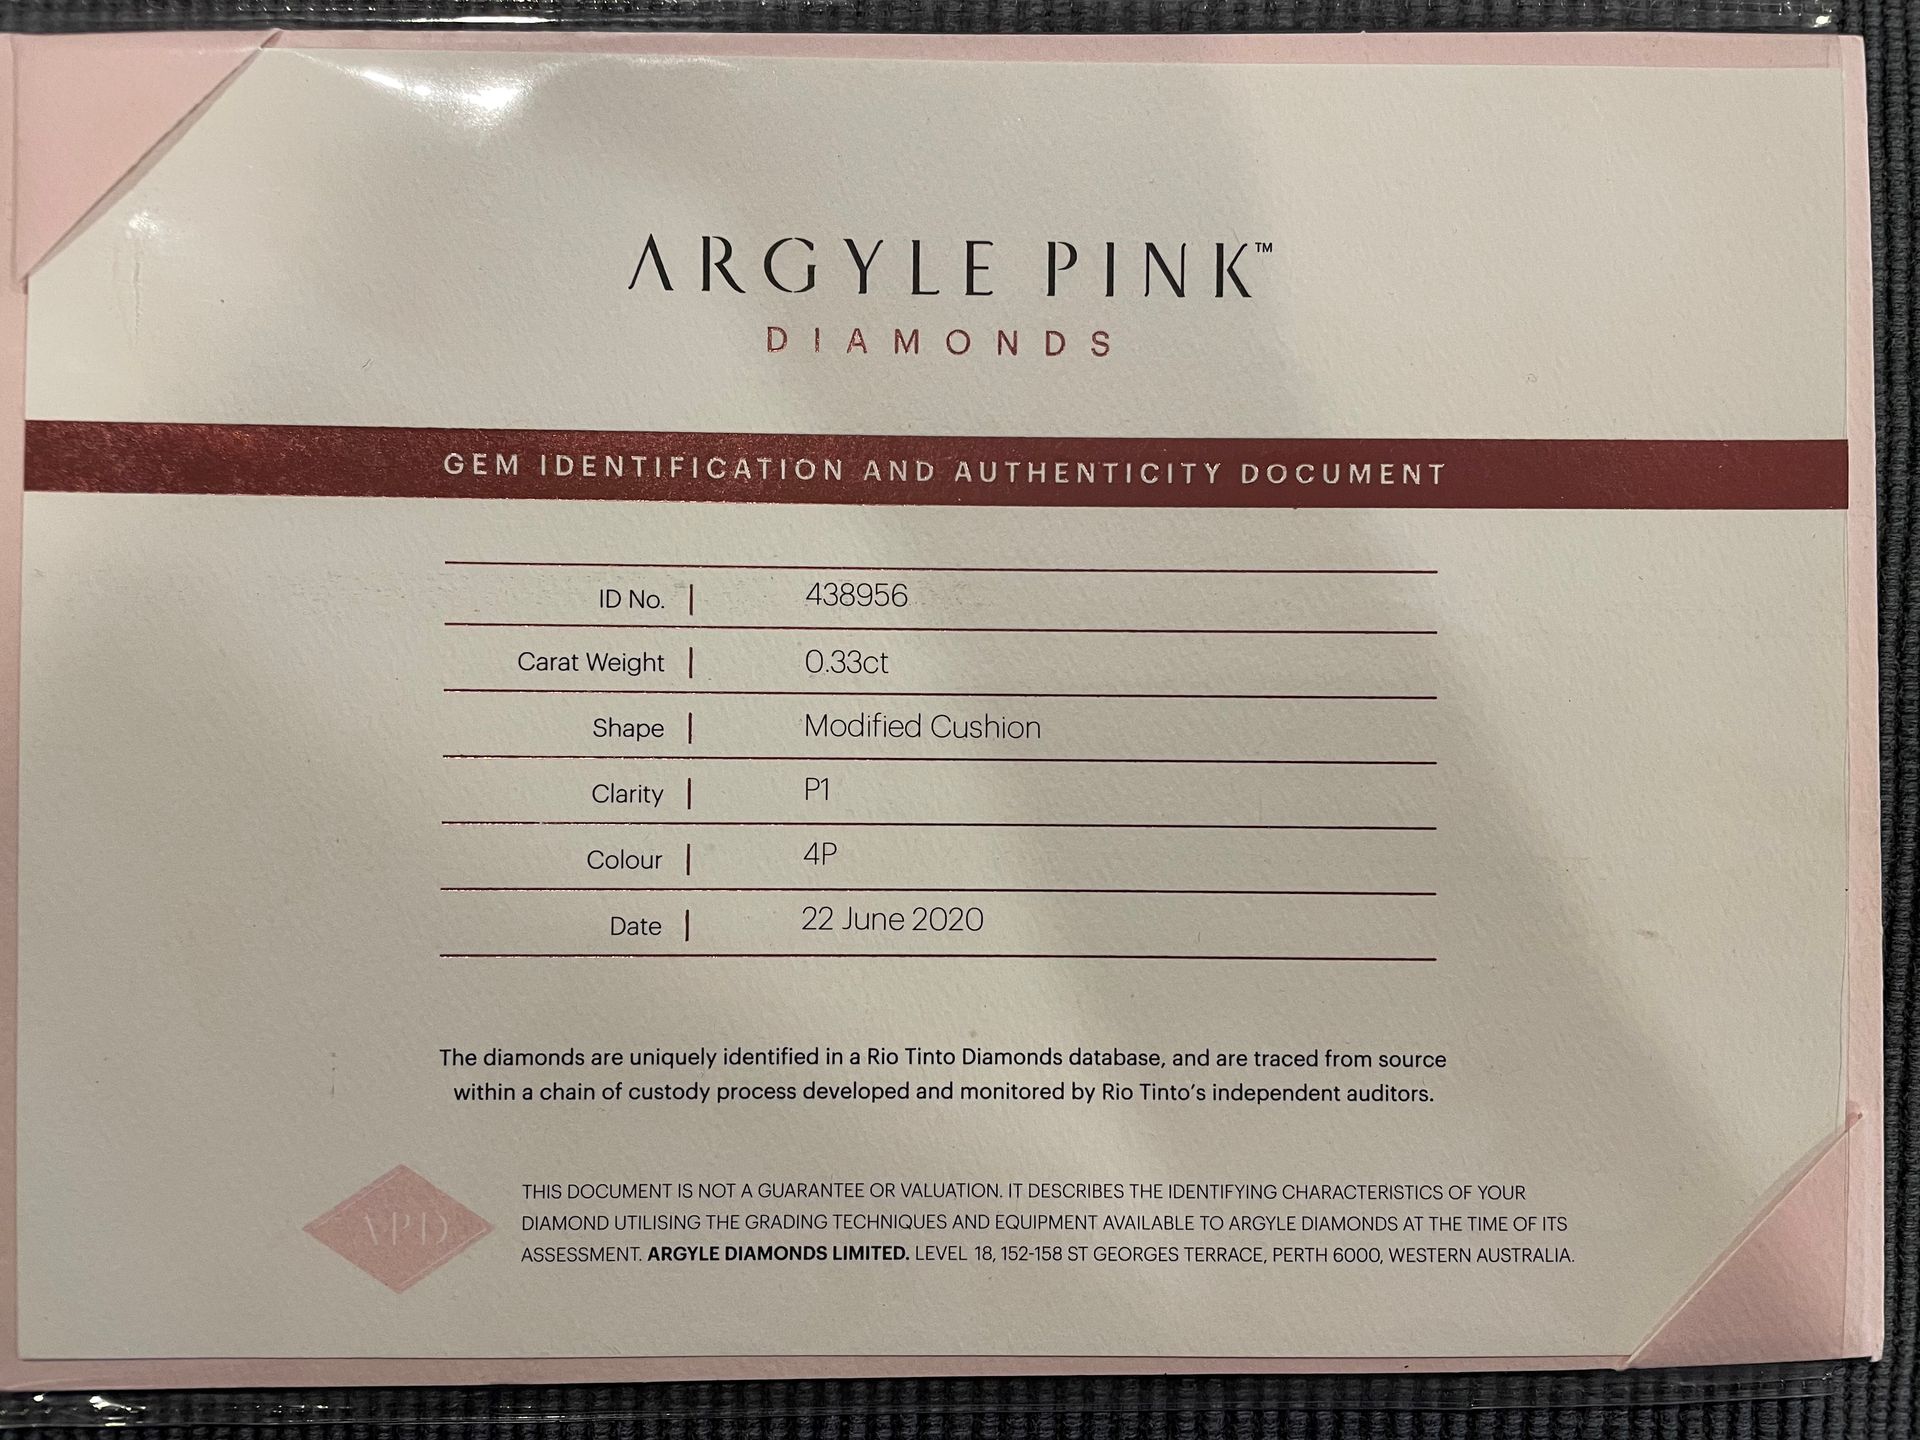 ARGYLE PINK™
DIAMONDS
GEM IDENTIFICATION AND AUTHENTICITY DOCUMENT
ID No. | 438956
Carat Weight | 0.33ct
Shape | Modified Cushion
Clarity | P1
Colour | 4P
Date | 22 June 2020
The diamonds are uniquely identified in a Rio Tinto Diamonds database, and are traced from source
within a chain of custody process developed and monitored by Rio Tinto's independent auditors.
APD
THIS DOCUMENT IS NOT A GUARANTEE OR VALUATION. IT DESCRIBES THE IDENTIFYING CHARACTERISTICS OF YOUR
DIAMOND UTILISING THE GRADING TECHNIQUES AND EQUIPMENT AVAILABLE TO ARGYLE DIAMONDS AT THE TIME OF ITS
ASSESSMENT. ARGYLE DIAMONDS LIMITED. LEVEL 18, 152-158 ST GEORGES TERRACE, PERTH 6000, WESTERN AUSTRALIA.